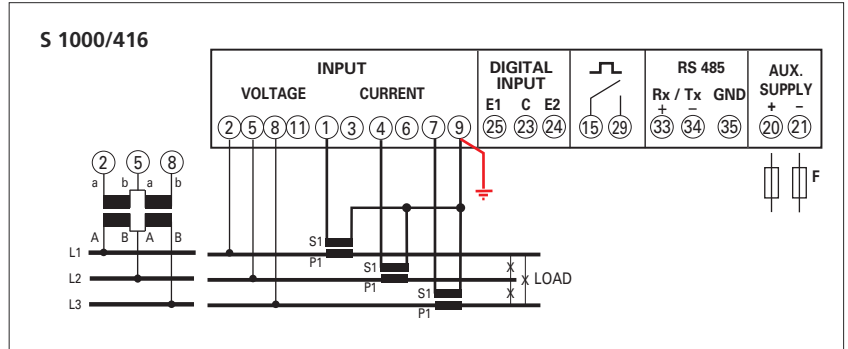 S 1000/416
INPUT
VOLTAGE CURRENT
DIGITAL
INPUT
E1 C E2
RS 485
Rx / Tx GND
+ −
AUX.
SUPPLY
+ −
2 5 8 11 1 3 4 6 7 9 25 23 24 15 29 33 34 35 20 21
F
2 5 8
a b a b
A B A B
L1
L2
L3
S1
P1
S1
P1
S1
P1
X
X
X
LOAD